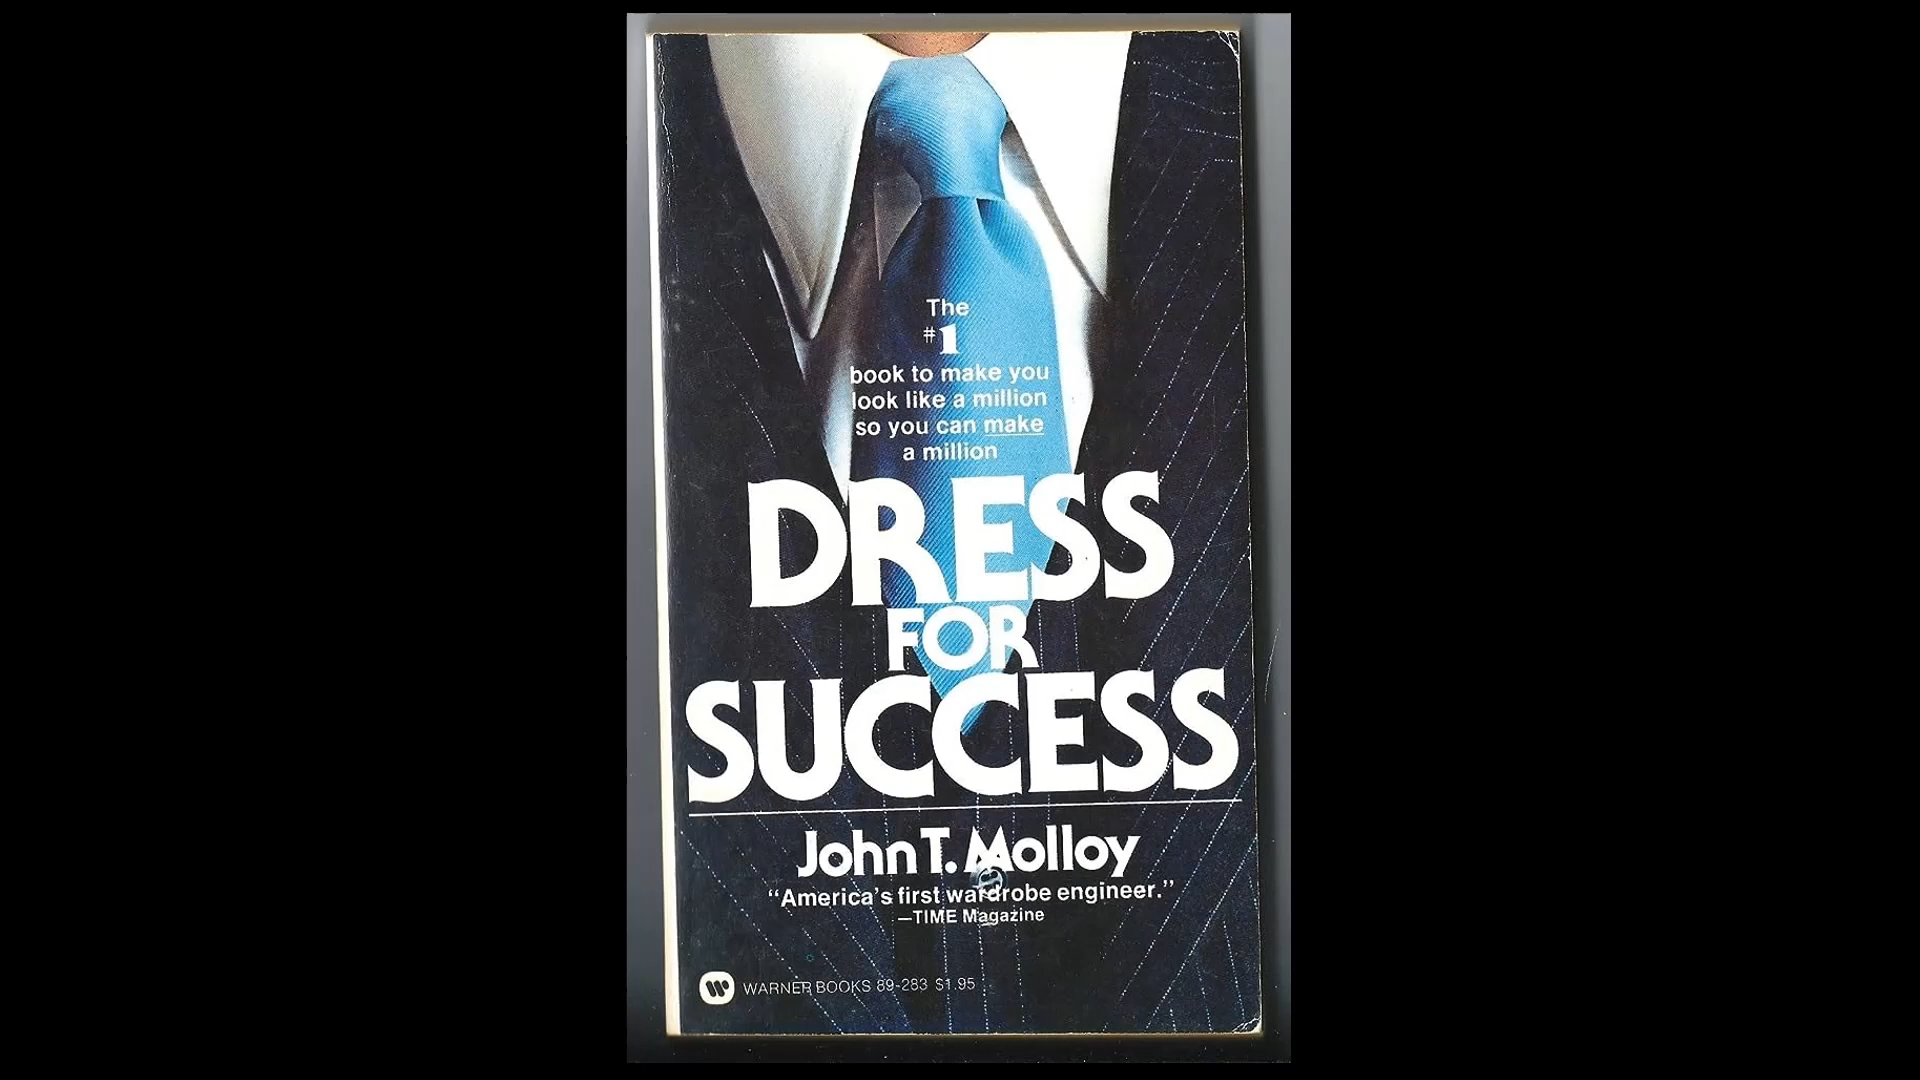 The
#1
book to make you
look like a million
so you can make
a million
DRESS
FOR
SUCCESS
John T. Molloy
“America’s first wardrobe engineer.”
—TIME Magazine
WARNER BOOKS 89-283 $1.95